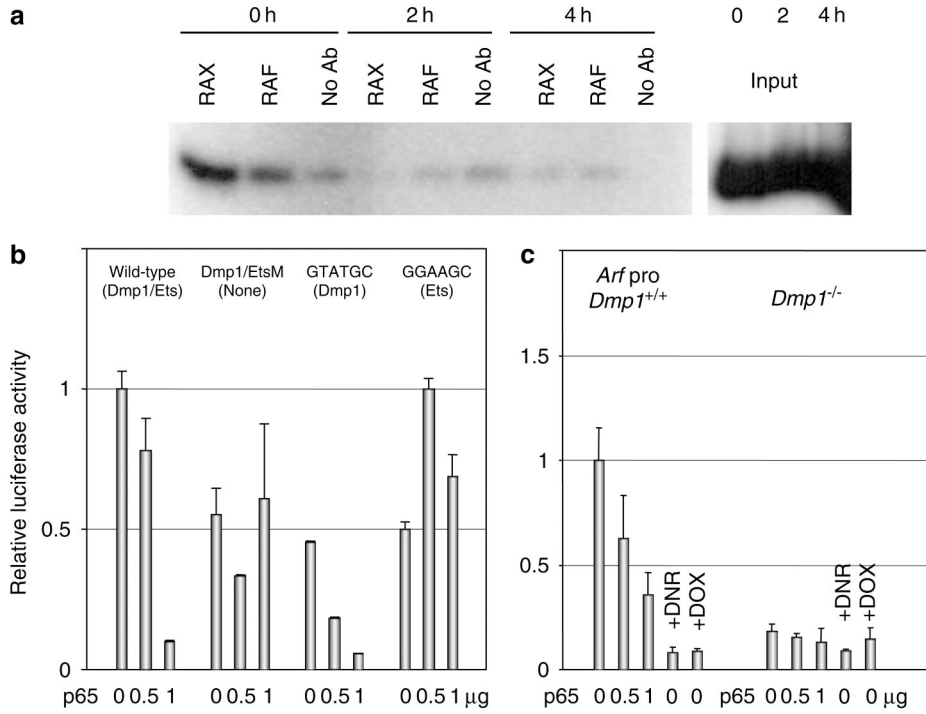 a
0 h 2 h 4 h 0 2 4 h
RAX RAF No Ab RAX RAF No Ab RAX RAF No Ab
Input
b
Wild-type Dmp1/EtsM GTATGC GGAAGC
(Dmp1/Ets) (None) (Dmp1) (Ets)
Relative luciferase activity
1
0.5
0
p65 0 0.5 1 0 0.5 1 0 0.5 1 0 0.5 1 µg
c
Arf pro
Dmp1+/+ Dmp1-/-
1.5
1
0.5
0
+DNR +DOX +DNR +DOX
p65 0 0.5 1 0 0 p65 0 0.5 1 0 0 µg